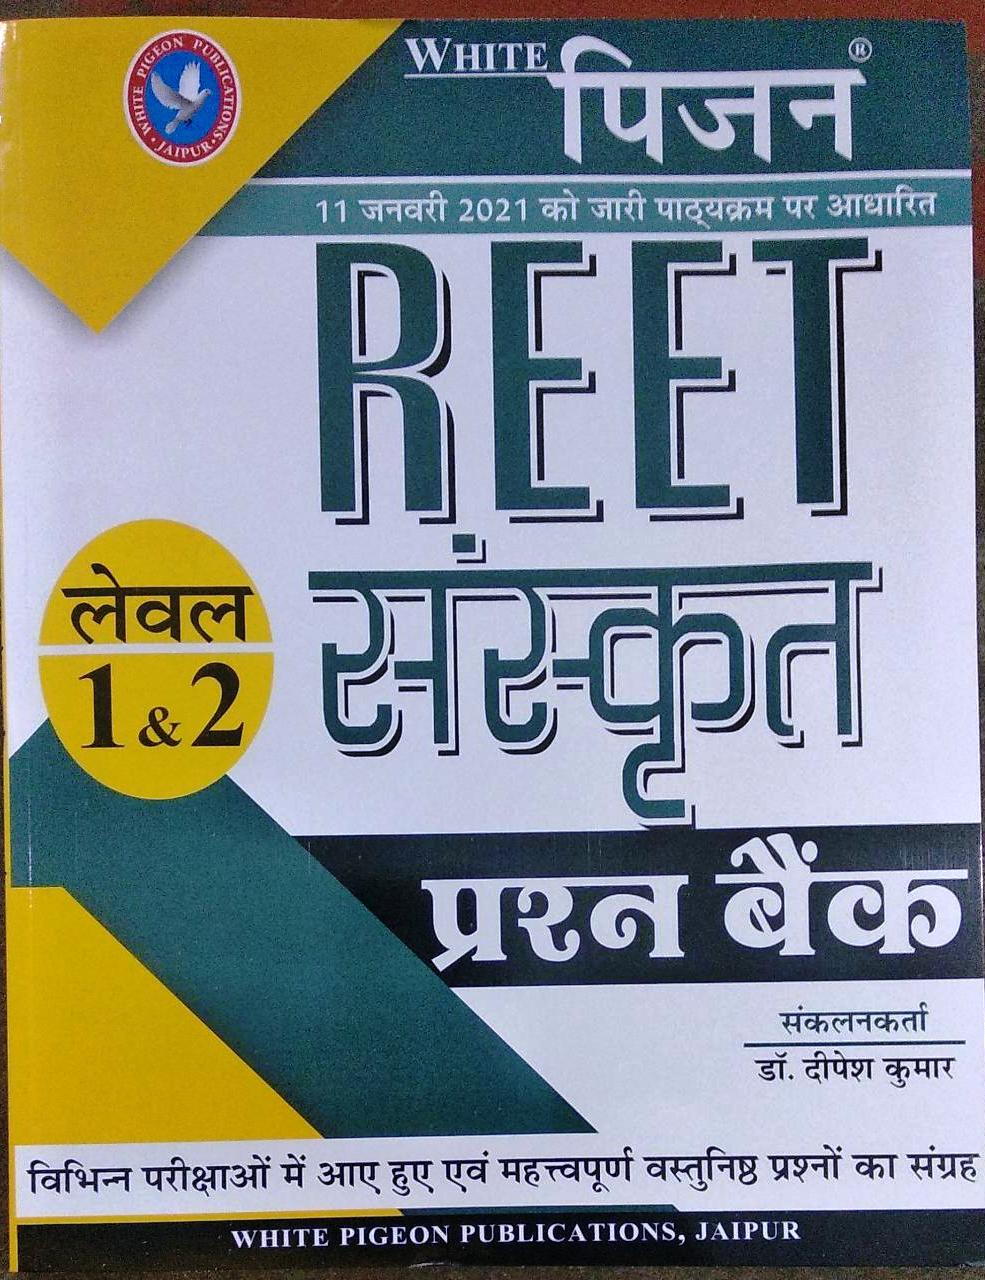 WHITE PIGEON PUBLICATIONS
• JAIPUR •
WHITE पिजन ®
11 जनवरी 2021 को जारी पाठ्यक्रम पर आधारित
REET
संस्कृत
लेवल
1 & 2
प्रश्न बैंक
संकलनकर्ता
डॉ. दीपेश कुमार
विभिन्न परीक्षाओं में आए हुए एवं महत्त्वपूर्ण वस्तुनिष्ठ प्रश्नों का संग्रह
WHITE PIGEON PUBLICATIONS, JAIPUR